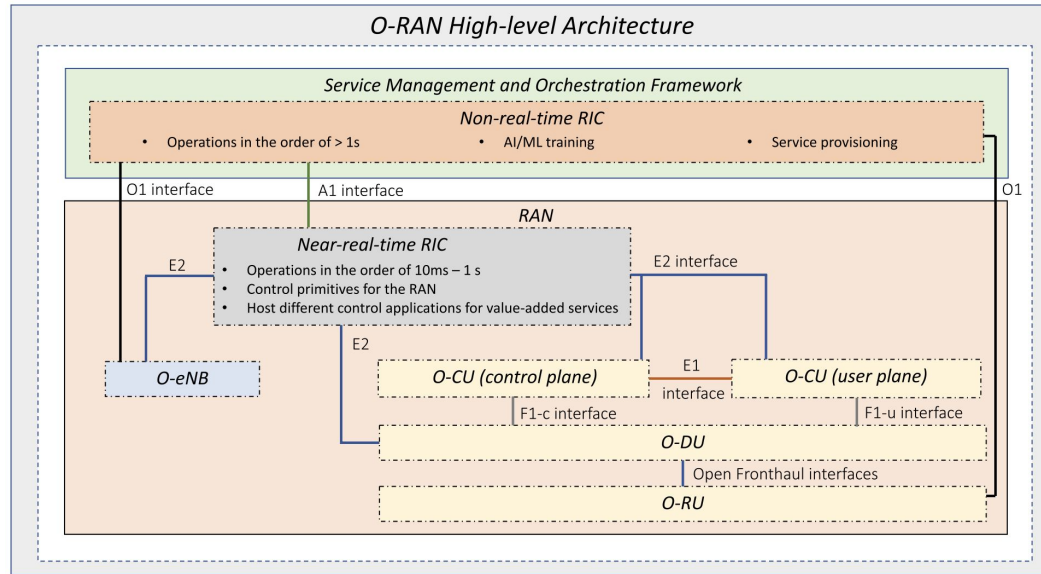 O-RAN High-level Architecture
Service Management and Orchestration Framework
Non-real-time RIC
• Operations in the order of > 1s
• AI/ML training
• Service provisioning
O1 interface
A1 interface
O1
RAN
Near-real-time RIC
• Operations in the order of 10ms – 1 s
• Control primitives for the RAN
• Host different control applications for value-added services
E2
E2 interface
E2
O-eNB
O-CU (control plane)
E1
interface
O-CU (user plane)
F1-c interface
F1-u interface
O-DU
Open Fronthaul interfaces
O-RU